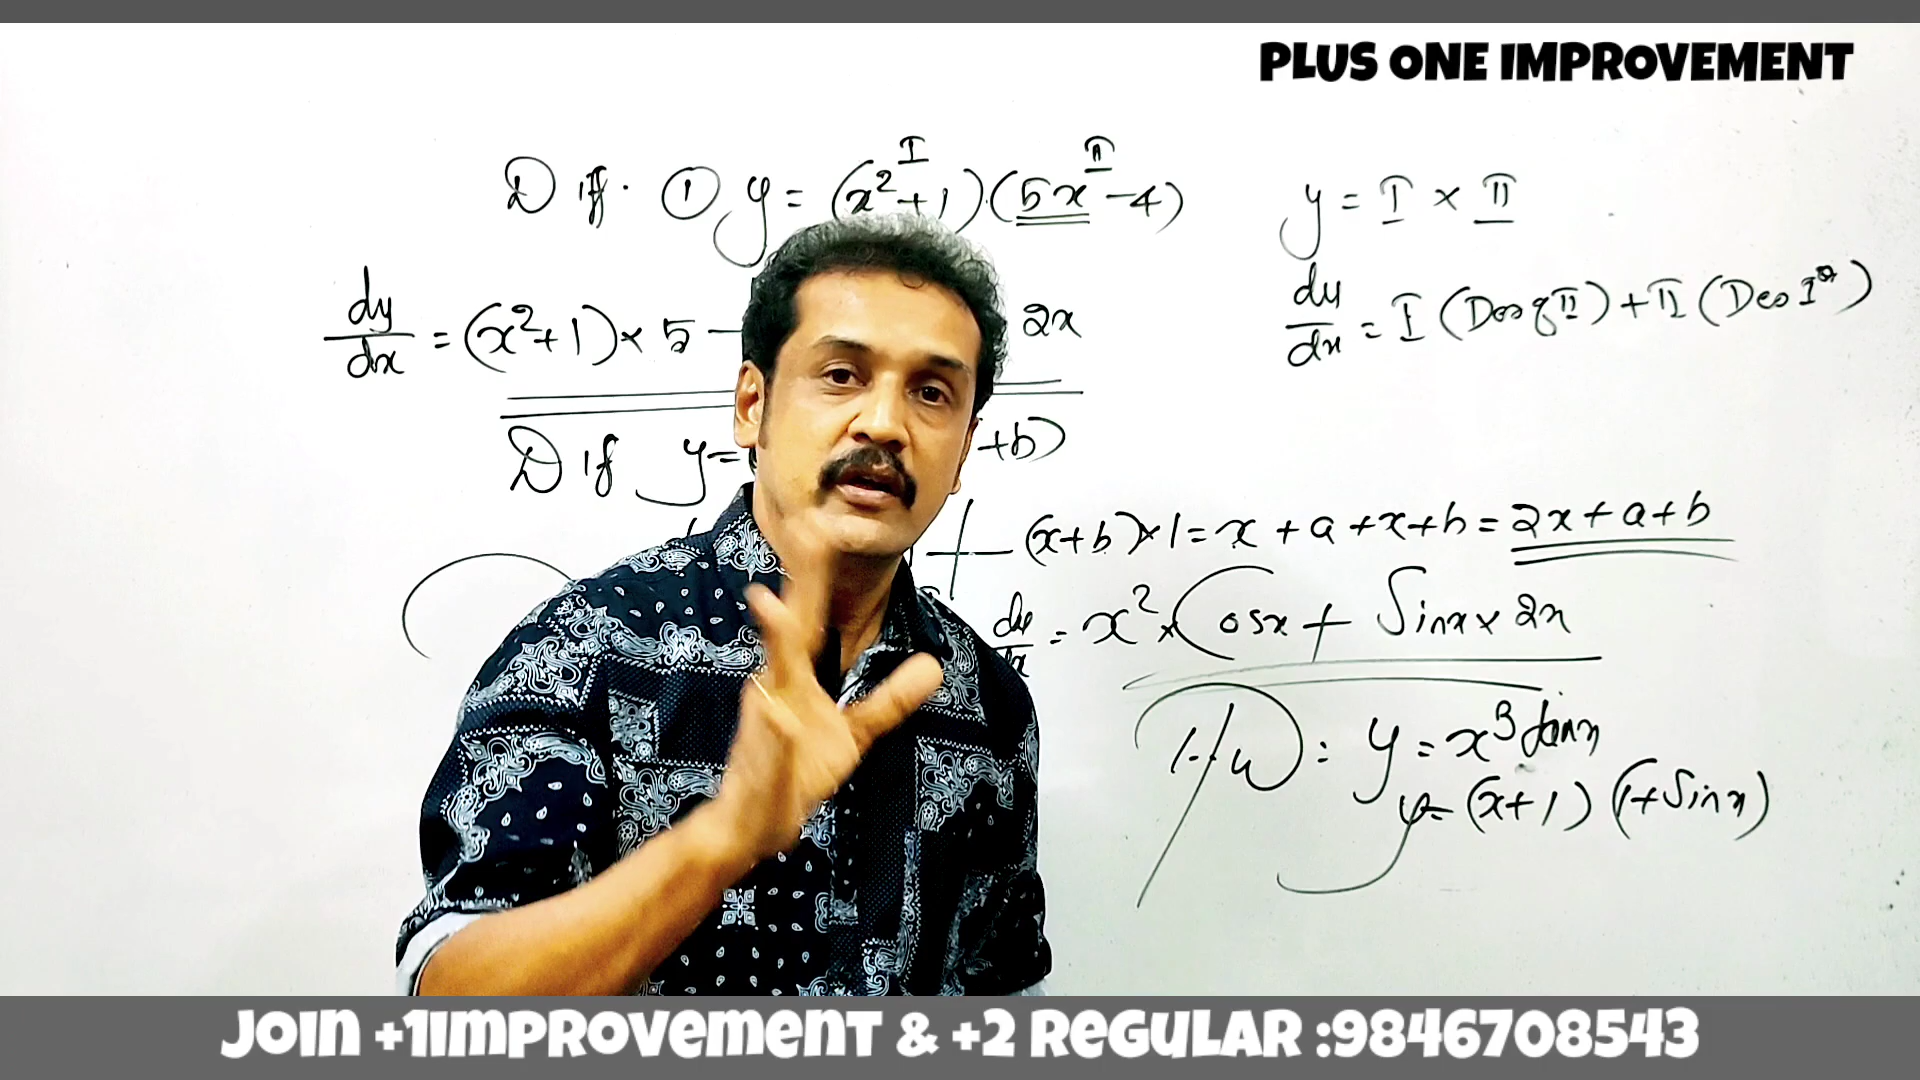 PLUS ONE IMPROVEMENT
I II
Dif. ① y = (x²+1)(5x-4)
y = I × II
dy/dx = (x²+1)×5 2x
dy/dx = I (Der of II) + II (Der I)
Dif y= +b)
(x+b)×1 = x + a + x + b = 2x + a + b
dy/dx = x² × Cosx + Sinx × 2x
H.W : y = x³ tanx
y= (x+1) (1+Sinx)
JOIN +1IMPROVEMENT & +2 REGULAR :9846708543